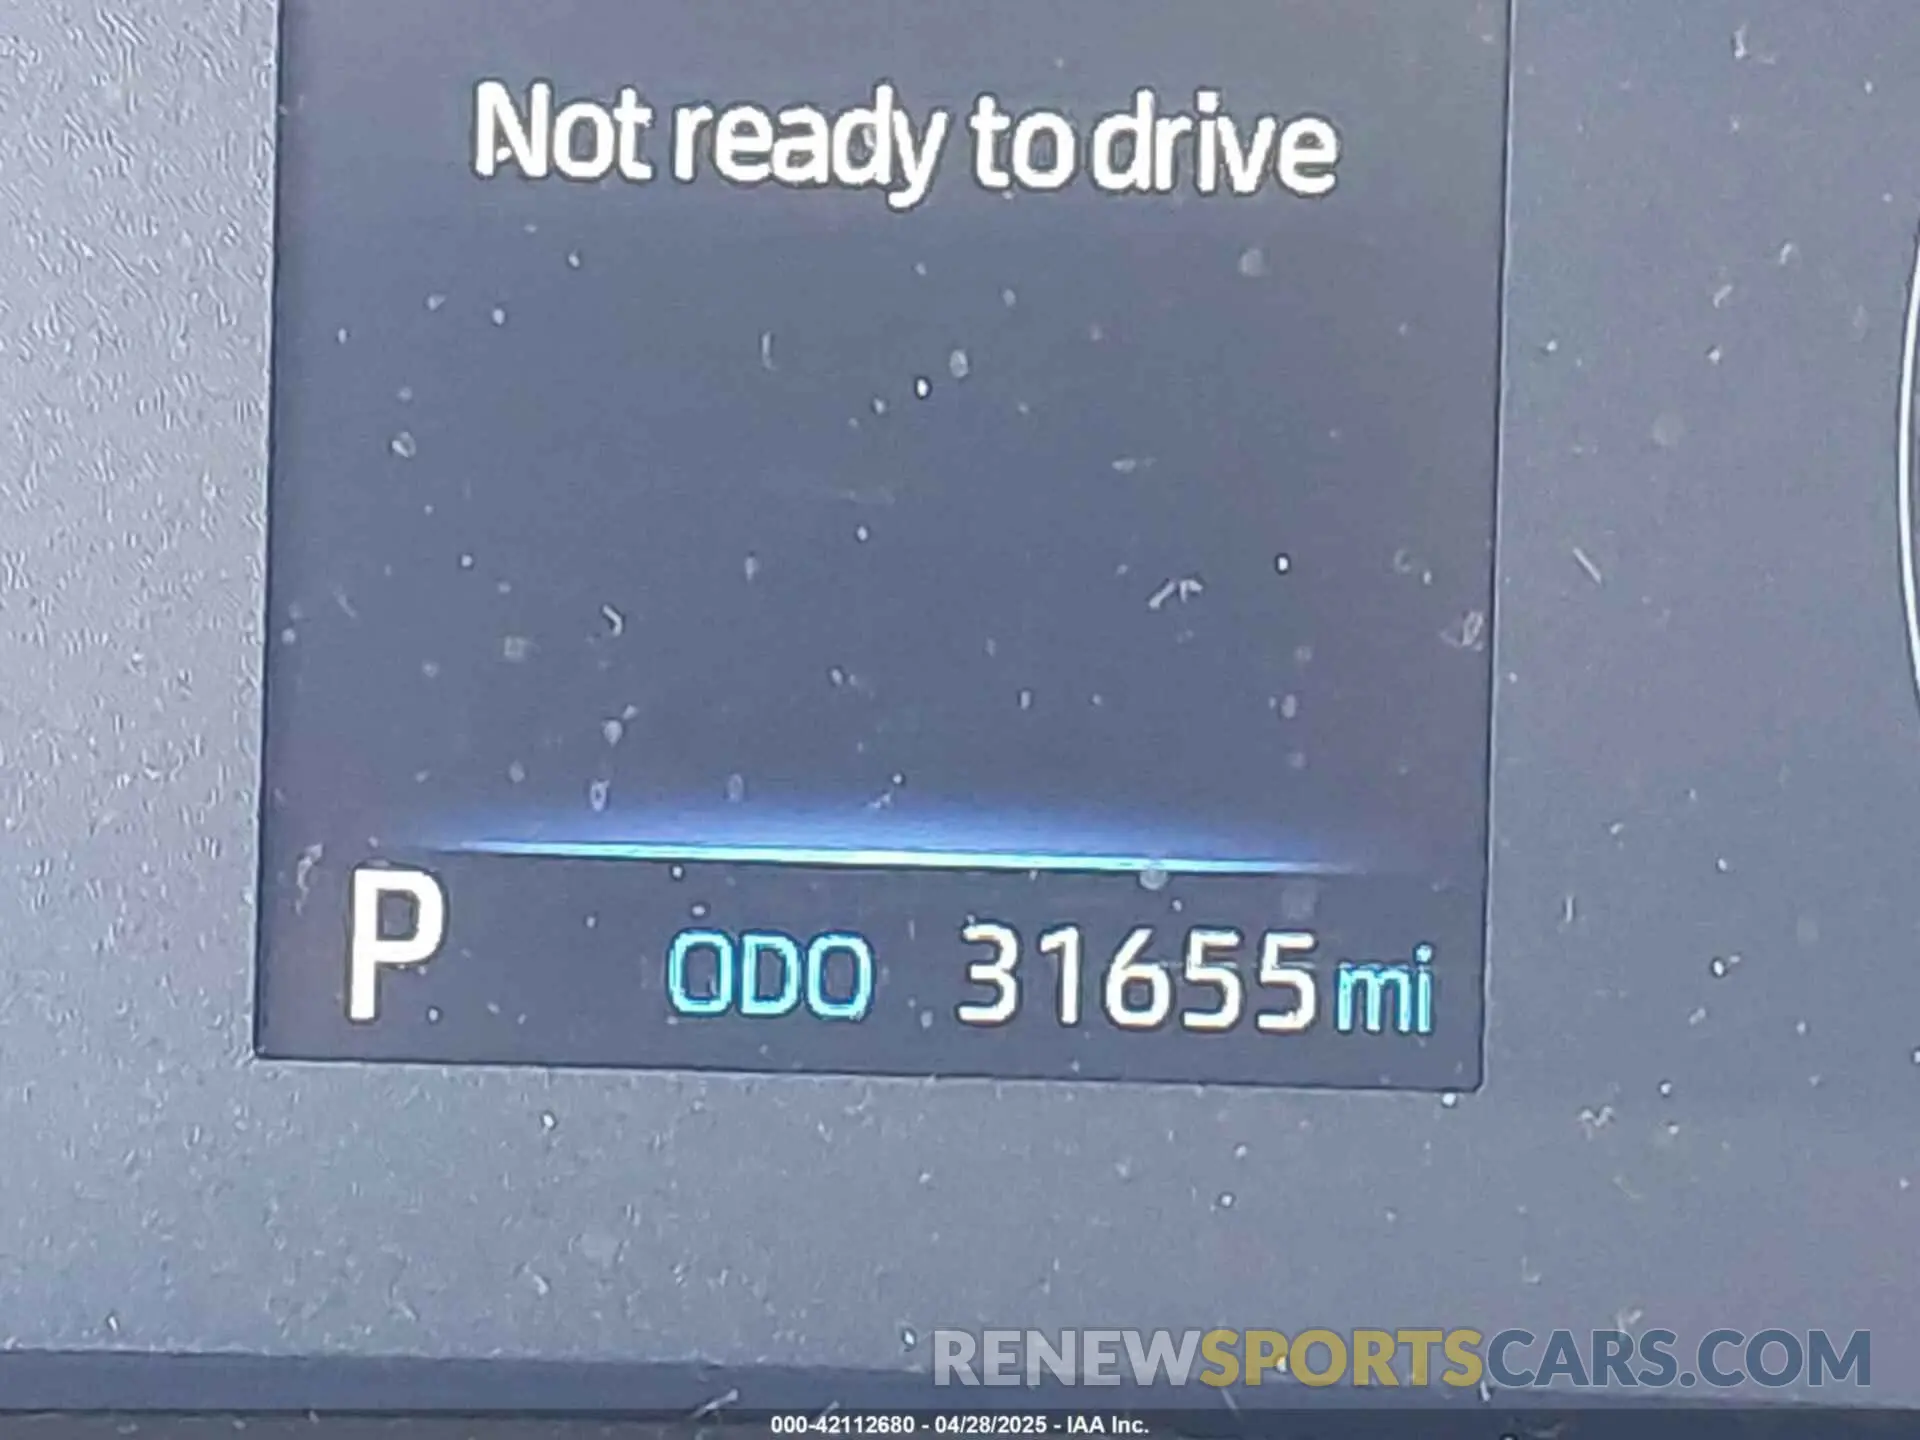 Not ready to drive
P ODO 31655 mi
RENEWSPORTSCARS.COM
000-42112680 - 04/28/2025 - IAA Inc.